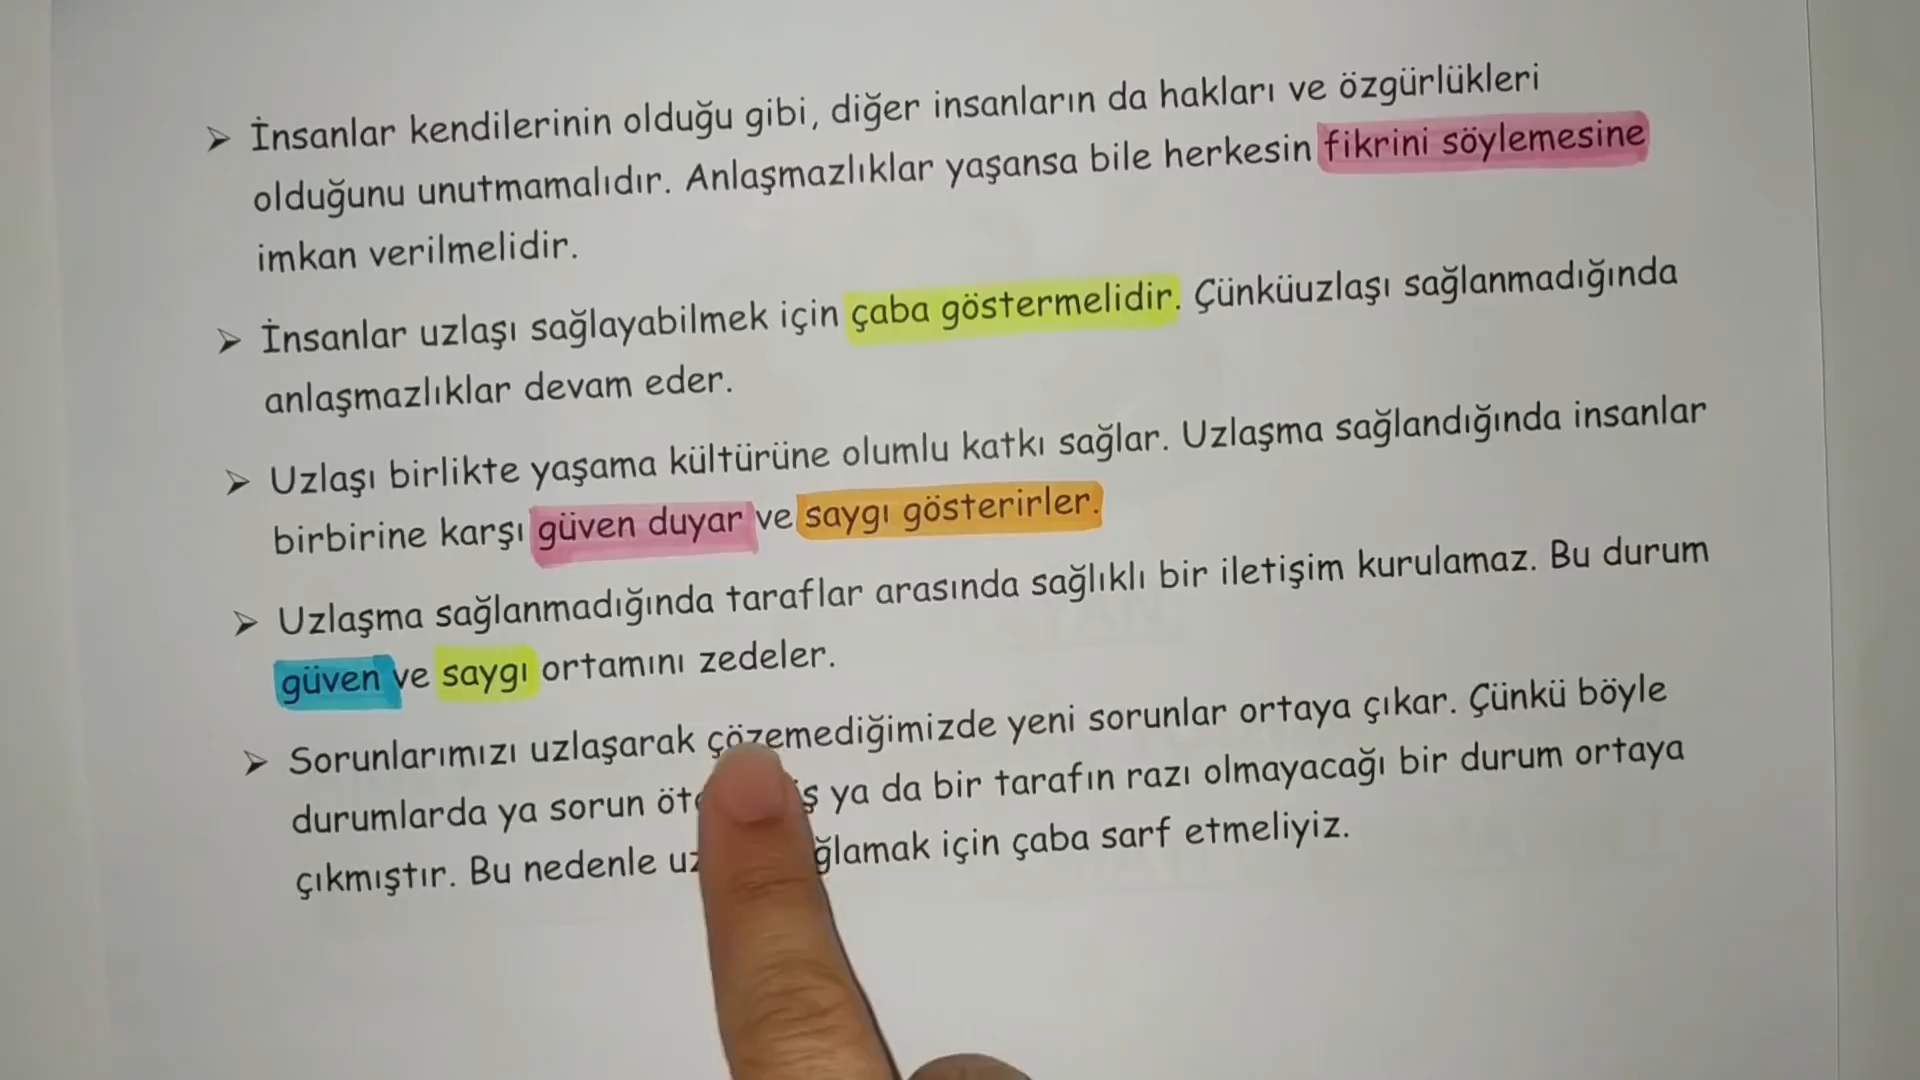 ➢ İnsanlar kendilerinin olduğu gibi, diğer insanların da hakları ve özgürlükleri
olduğunu unutmamalıdır. Anlaşmazlıklar yaşansa bile herkesin fikrini söylemesine
imkan verilmelidir.
➢ İnsanlar uzlaşı sağlayabilmek için çaba göstermelidir. Çünküuzlaşı sağlanmadığında
anlaşmazlıklar devam eder.
➢ Uzlaşı birlikte yaşama kültürüne olumlu katkı sağlar. Uzlaşma sağlandığında insanlar
birbirine karşı güven duyar ve saygı gösterirler.
➢ Uzlaşma sağlanmadığında taraflar arasında sağlıklı bir iletişim kurulamaz. Bu durum
güven ve saygı ortamını zedeler.
➢ Sorunlarımızı uzlaşarak çözemediğimizde yeni sorunlar ortaya çıkar. Çünkü böyle
durumlarda ya sorun ya da bir tarafın razı olmayacağı bir durum ortaya
çıkmıştır. Bu nedenle için çaba sarf etmeliyiz.